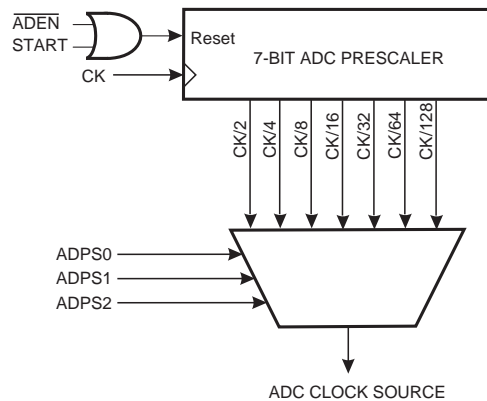 ADEN
START
Reset
7-BIT ADC PRESCALER
CK
CK/2
CK/4
CK/8
CK/16
CK/32
CK/64
CK/128
ADPS0
ADPS1
ADPS2
ADC CLOCK SOURCE